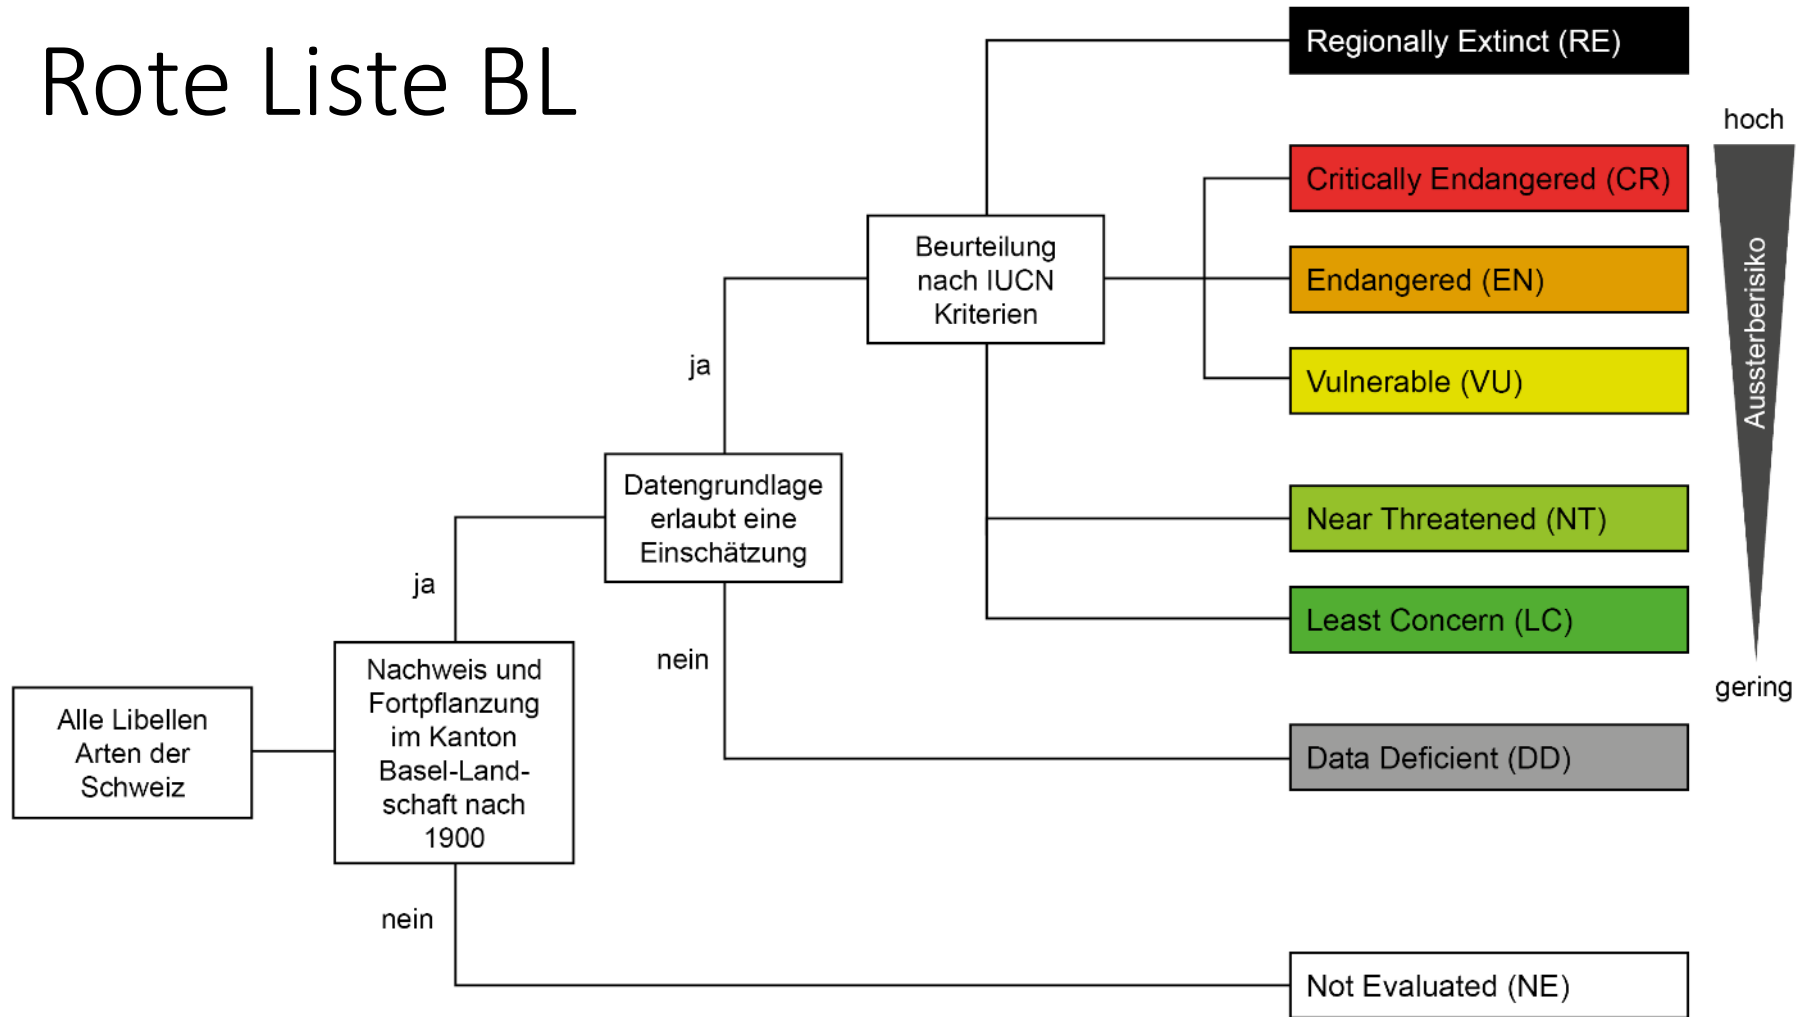 Rote Liste BL
Regionally Extinct (RE)
hoch
Critically Endangered (CR)
Endangered (EN)
Vulnerable (VU)
Aussterberisiko
Near Threatened (NT)
Least Concern (LC)
gering
Beurteilung
nach IUCN
Kriterien
ja
Datengrundlage
erlaubt eine
Einschätzung
ja
nein
Nachweis und
Fortpflanzung
im Kanton
Basel-Land-
schaft nach
1900
Alle Libellen
Arten der
Schweiz
Data Deficient (DD)
nein
Not Evaluated (NE)